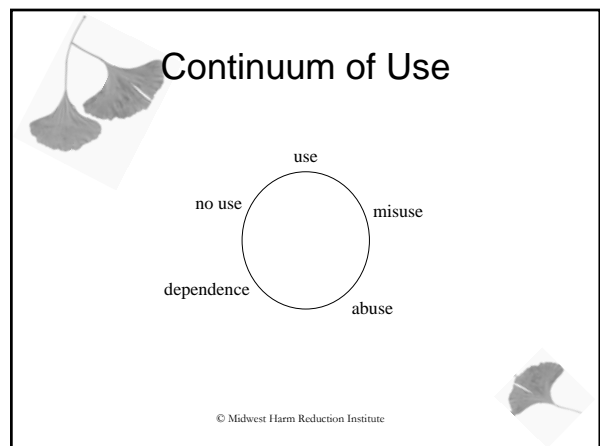 Continuum of Use
use
no use
misuse
dependence
abuse
© Midwest Harm Reduction Institute